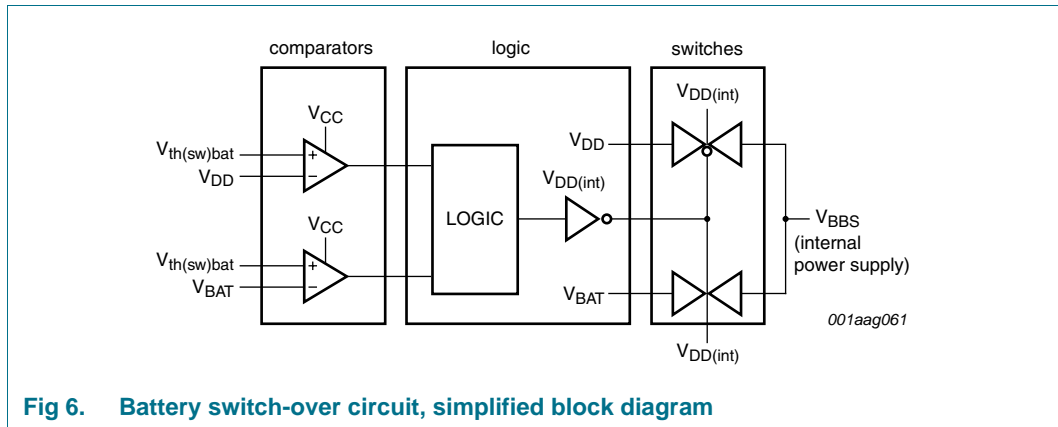 comparators
logic
switches
VCC
Vth(sw)bat
+
VDD
−
VCC
Vth(sw)bat
+
VBAT
−
LOGIC
VDD(int)
VDD
VBAT
VDD(int)
VDD(int)
VBBS
(internal
power supply)
001aag061
Fig 6. Battery switch-over circuit, simplified block diagram